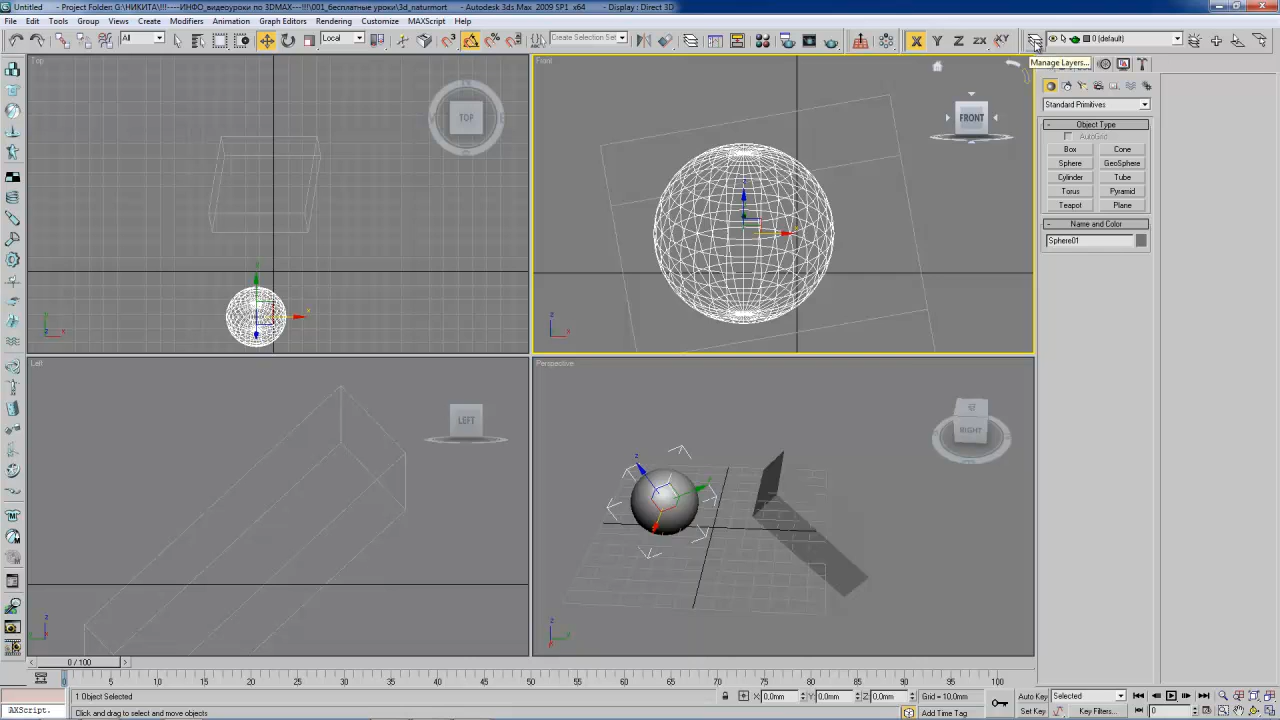 Untitled - Project Folder: G:\НИКИТА\!!!----ИНФО_видеоуроки по 3DMAX---!!!\001_бесплатные уроки\3d_naturmort - Autodesk 3ds Max 2009 SP1 x64 - Display : Direct 3D
File Edit Tools Group Views Create Modifiers Animation Graph Editors Rendering Customize MAXScript Help
All Local Create Selection Set X Y Z ZX XY 0 (default)
Manage Layers...
Top
TOP
Front
FRONT
Standard Primitives
Object Type
AutoGrid
Box Cone
Sphere GeoSphere
Cylinder Tube
Torus Pyramid
Teapot Plane
Name and Color
Sphere01
Left
LEFT
Perspective
RIGHT
0 / 100
5 10 15 20 25 30 35 40 45 50 55 60 65 70 75 80 85 90 95 100
1 Object Selected X: 0,0mm Y: 0,0mm Z: 0,0mm Grid = 10,0mm Auto Key Selected
AXScript. Click and drag to select and move objects Add Time Tag Set Key Key Filters... 0